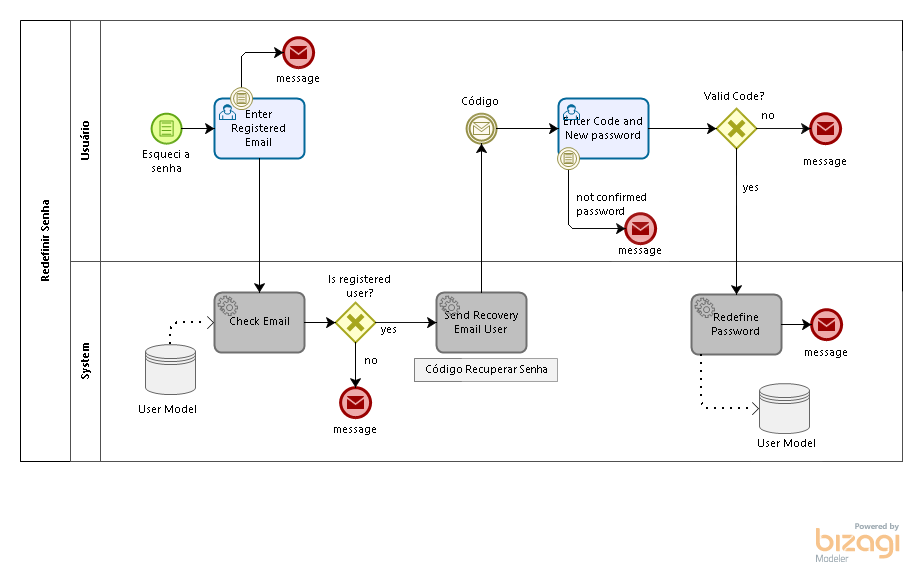 Redefinir Senha
Usuário
Esqueci a
senha
Enter
Registered
Email
message
Código
Enter Code and
New password
not confirmed
password
message
Valid Code?
no
message
yes
System
Check Email
User Model
Is registered
user?
yes
no
message
Send Recovery
Email User
Código Recuperar Senha
Redefine
Password
message
User Model
Powered by
bizagi
Modeler